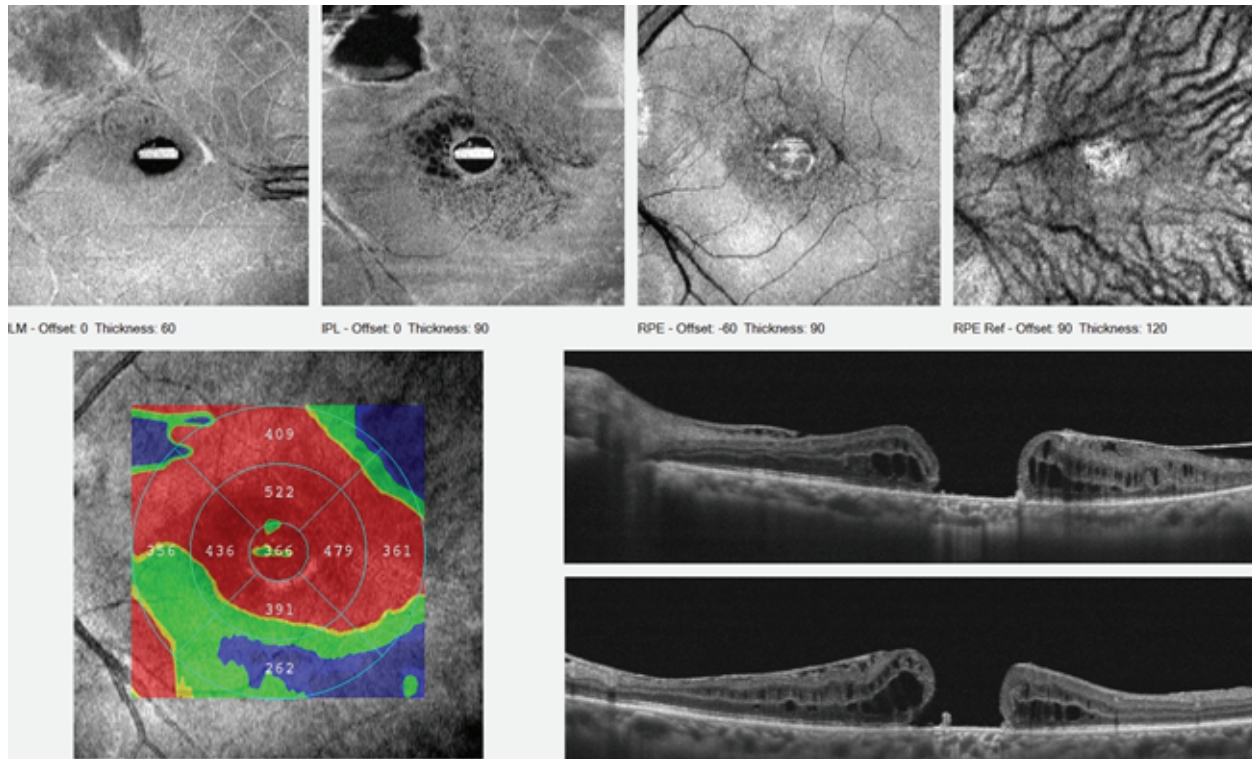 ILM - Offset: 0 Thickness: 60
IPL - Offset: 0 Thickness: 90
RPE - Offset: -60 Thickness: 90
RPE Ref - Offset: 90 Thickness: 120
409
522
356 436 366 479 361
391
262